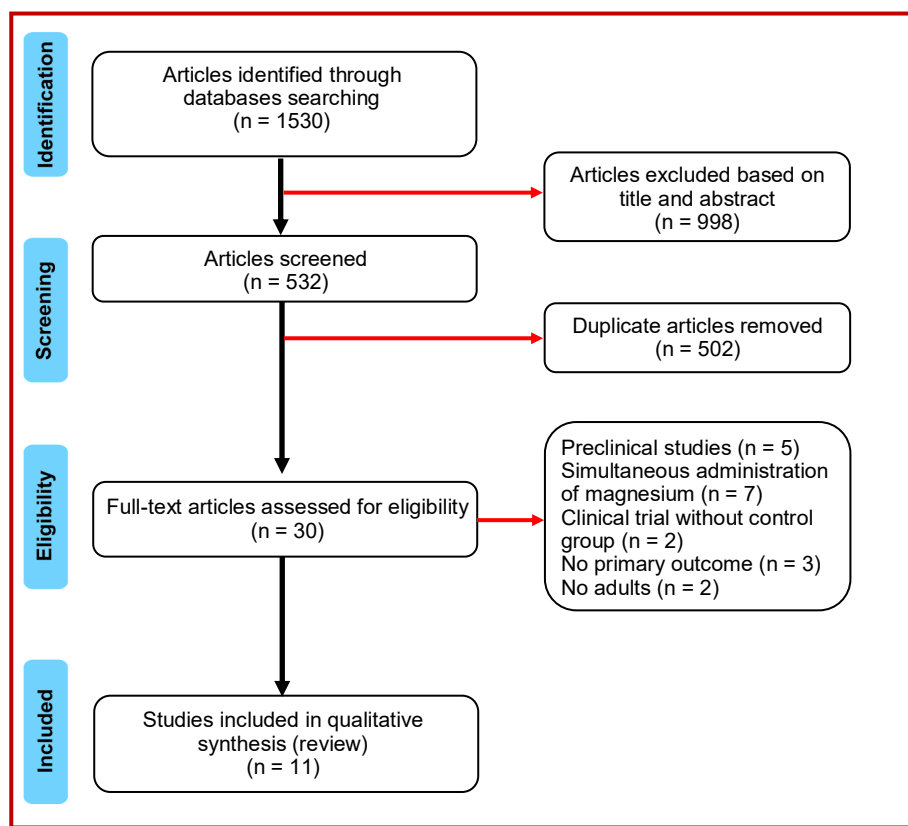 Identification
Articles identified through
databases searching
(n = 1530)
Articles excluded based on
title and abstract
(n = 998)
Screening
Articles screened
(n = 532)
Duplicate articles removed
(n = 502)
Eligibility
Full-text articles assessed for eligibility
(n = 30)
Preclinical studies (n = 5)
Simultaneous administration
of magnesium (n = 7)
Clinical trial without control
group (n = 2)
No primary outcome (n = 3)
No adults (n = 2)
Included
Studies included in qualitative
synthesis (review)
(n = 11)